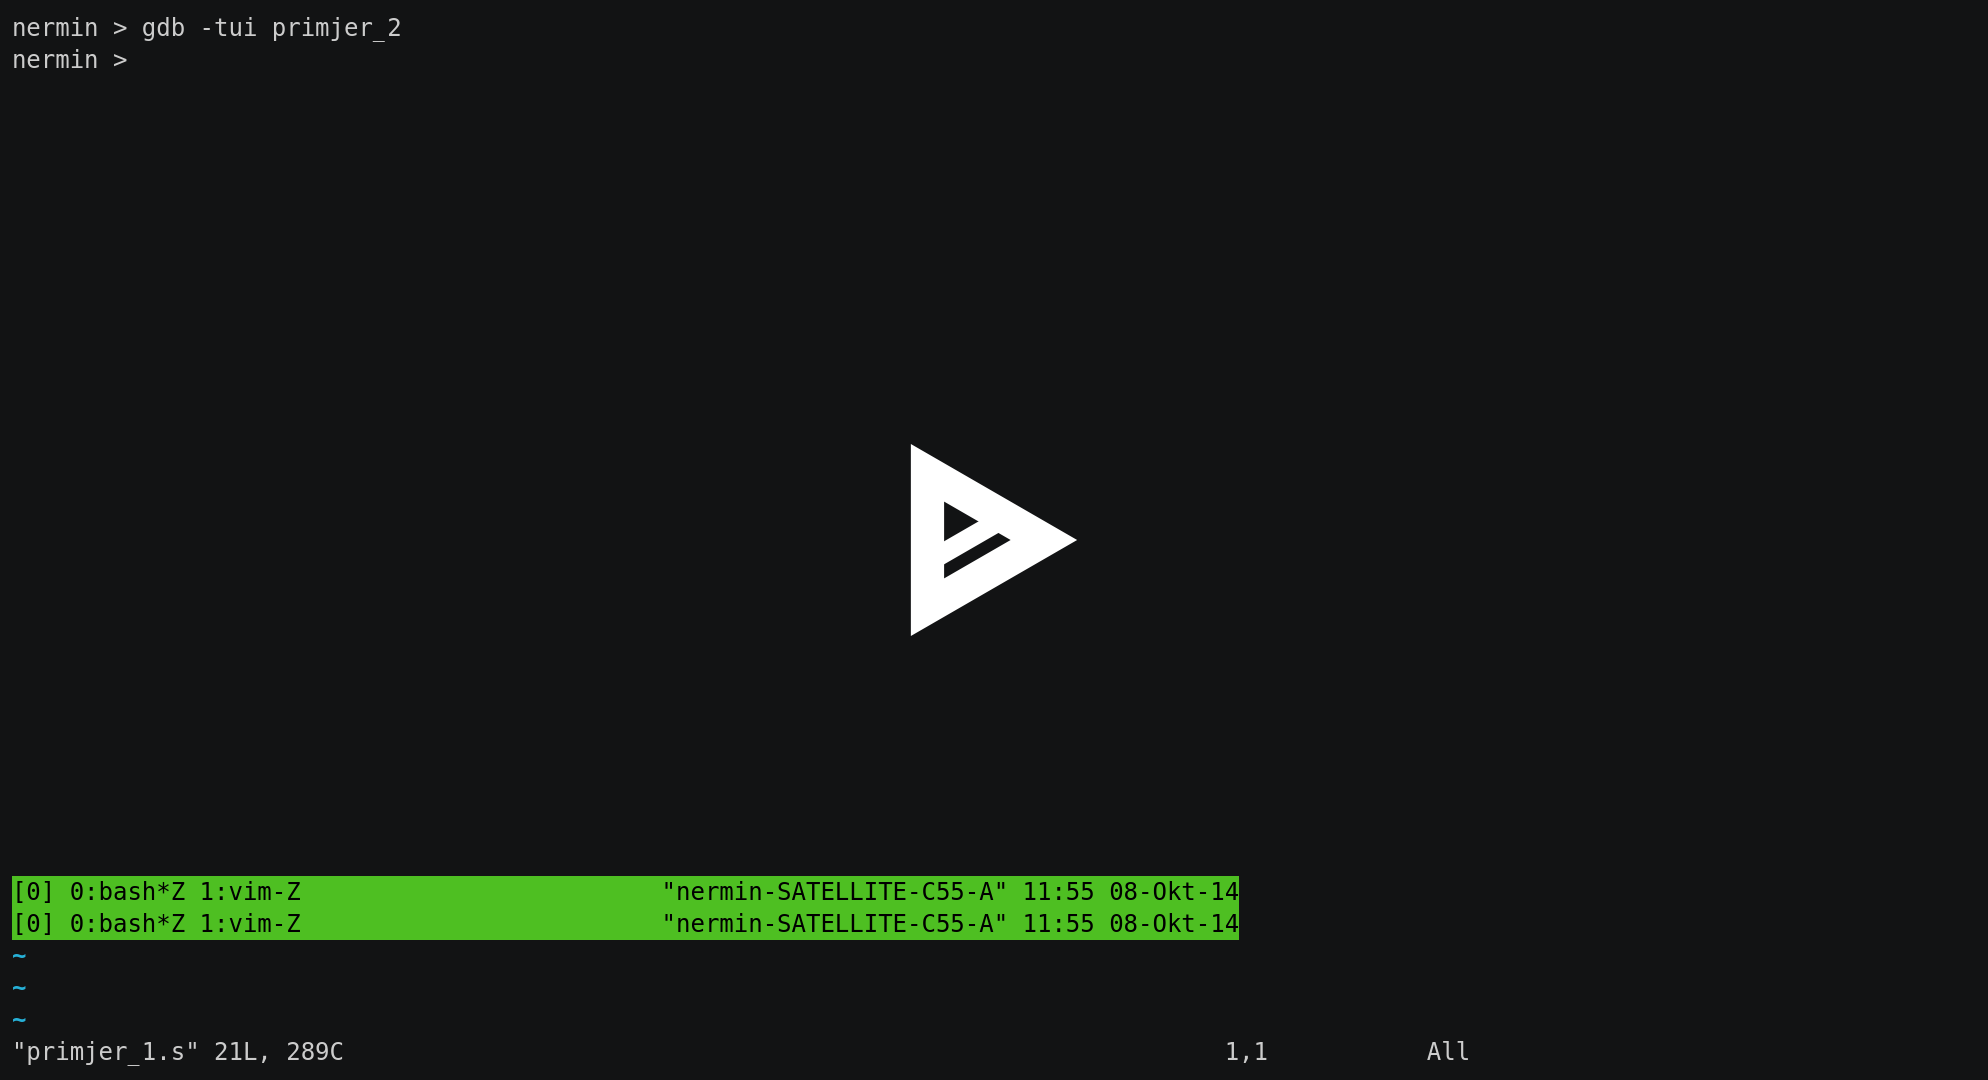 nermin > gdb -tui primjer_2
nermin >
[0] 0:bash*Z 1:vim-Z "nermin-SATELLITE-C55-A" 11:55 08-Okt-14
[0] 0:bash*Z 1:vim-Z "nermin-SATELLITE-C55-A" 11:55 08-Okt-14
~
~
~
"primjer_1.s" 21L, 289C 1,1 All